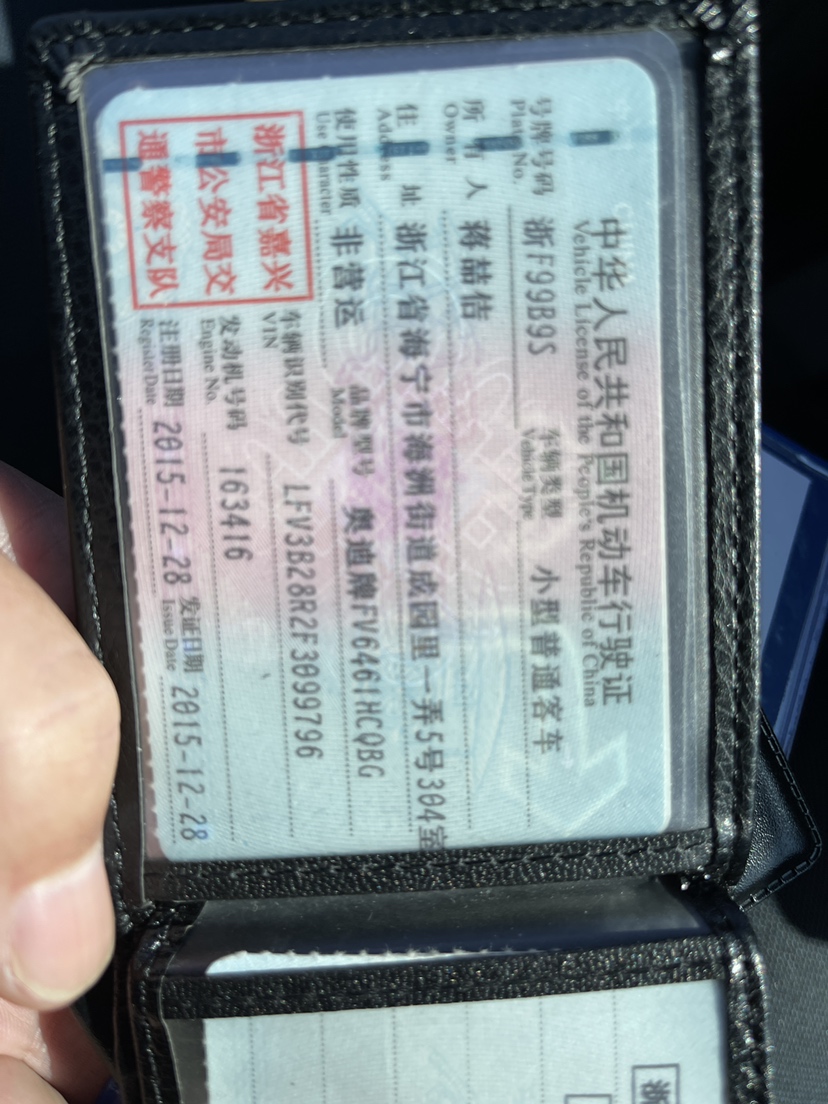 中华人民共和国机动车行驶证
Vehicle License of the People's Republic of China
号牌号码 浙F99B9S 车辆类型 小型普通客车
Plate No. Vehicle Type
所有人 蒋喆佶
Owner
住址 浙江省海宁市海洲街道成园里一弄5号304室
Address
使用性质 非营运 品牌型号 奥迪牌FV6461HCQBG
Use Character Model
车辆识别代号 LFV3B28R2F3099796
VIN
发动机号码 163416
Engine No.
注册日期 2015-12-28 发证日期 2015-12-28
Register Date Issue Date
浙江省嘉兴
市公安局交
通警察支队
浙